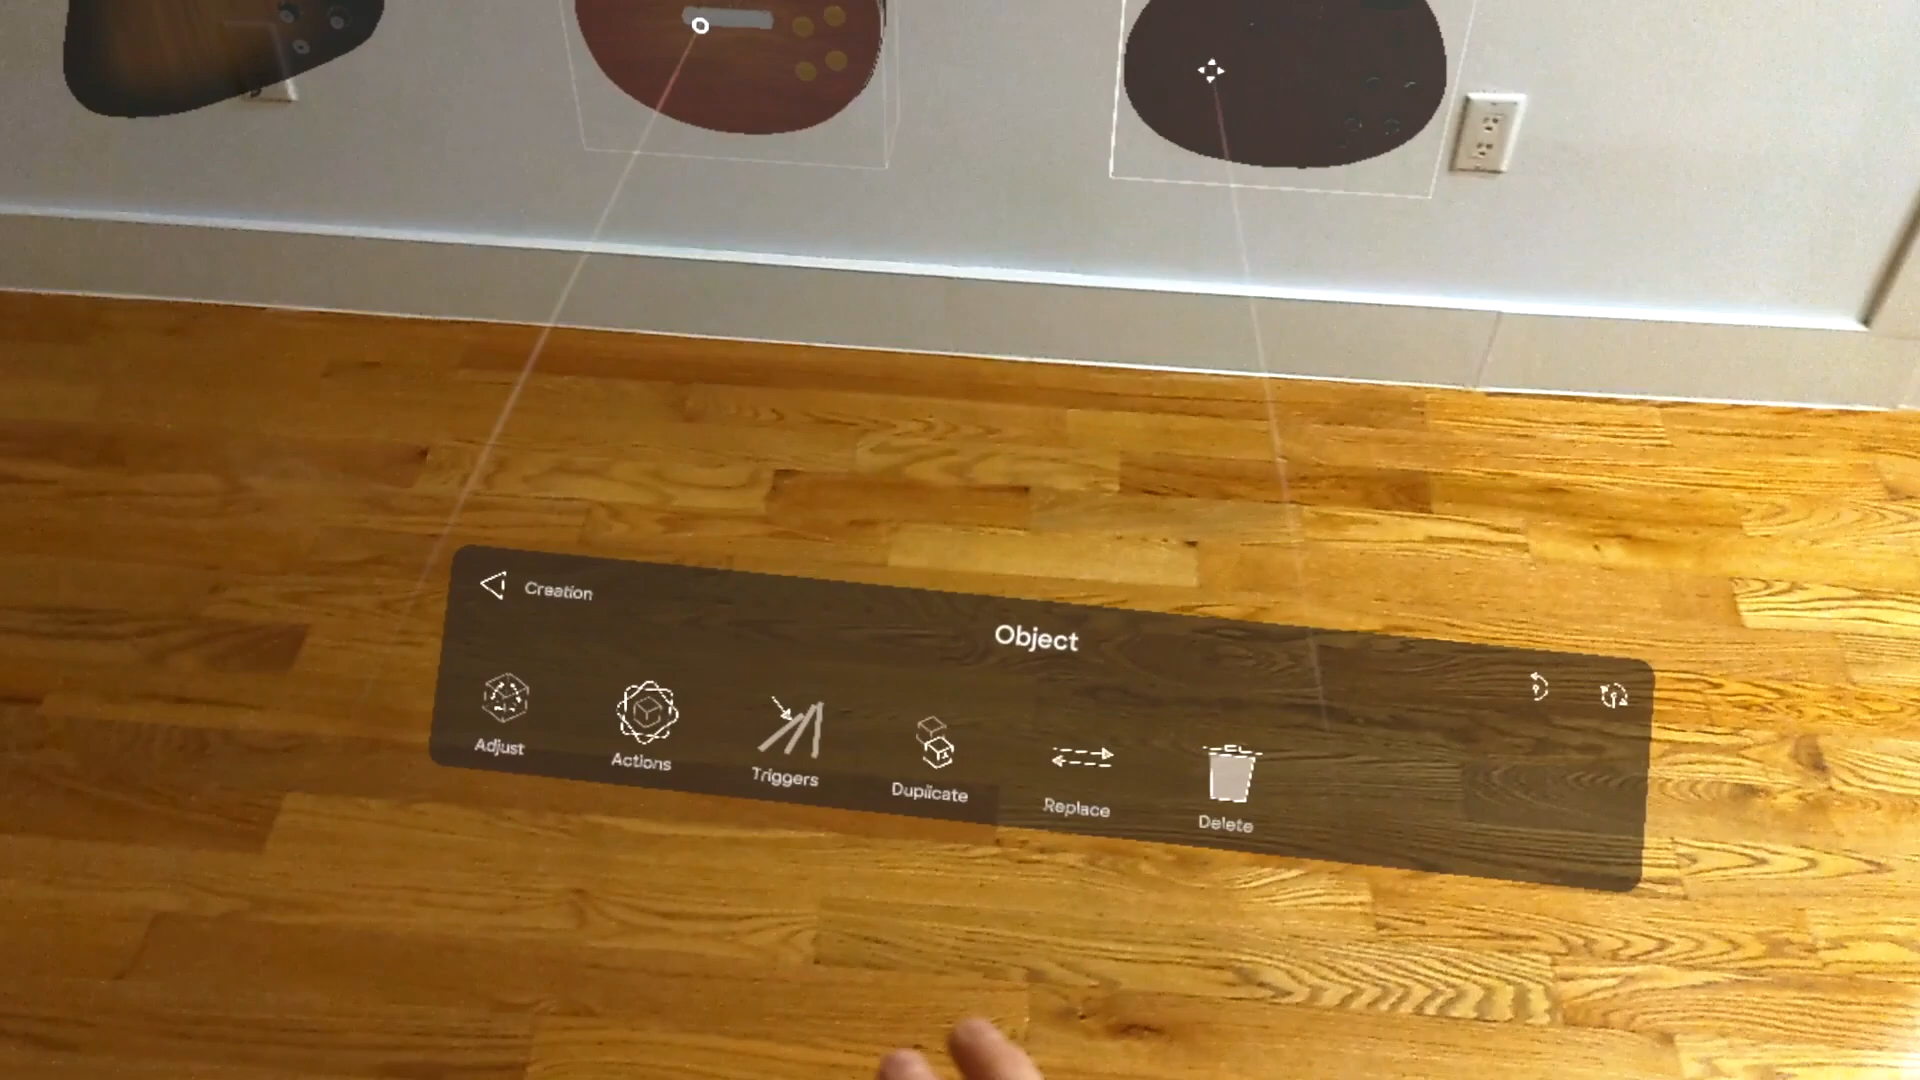 Creation
Object
Adjust
Actions
Triggers
Duplicate
Replace
Delete